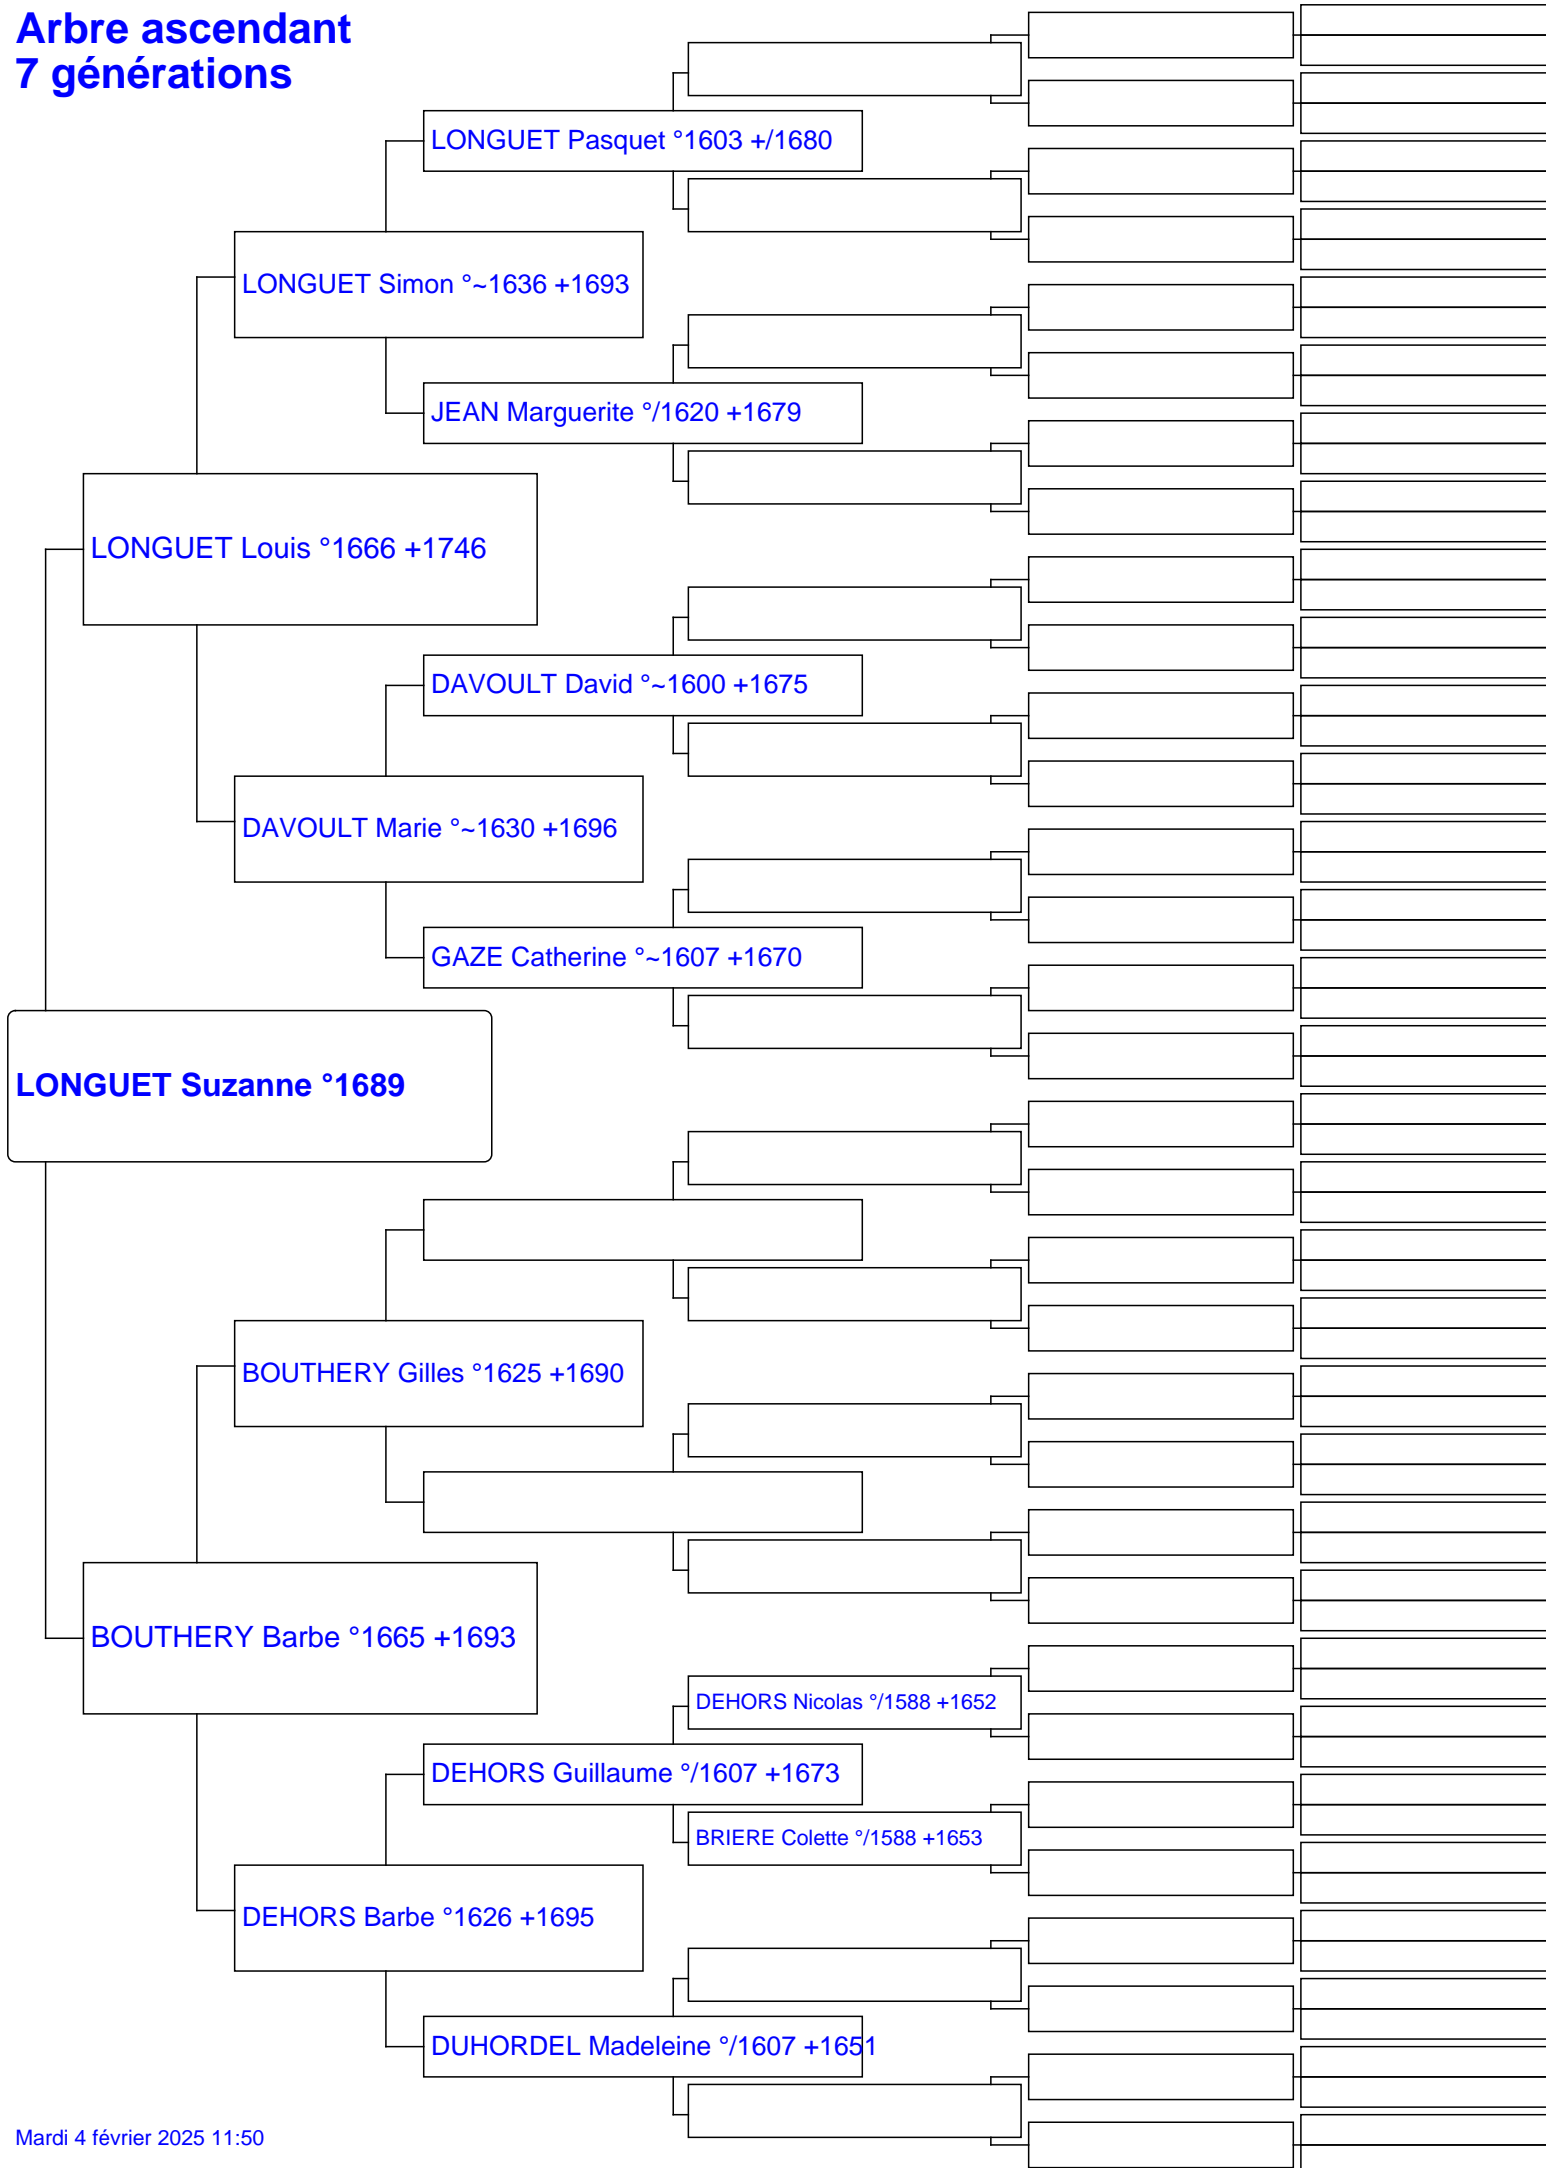 Arbre ascendant
7 générations
LONGUET Pasquet °1603 +/1680
LONGUET Simon °~1636 +1693
JEAN Marguerite °/1620 +1679
LONGUET Louis °1666 +1746
DAVOULT David °~1600 +1675
DAVOULT Marie °~1630 +1696
GAZE Catherine °~1607 +1670
LONGUET Suzanne °1689
BOUTHERY Gilles °1625 +1690
BOUTHERY Barbe °1665 +1693
DEHORS Nicolas °/1588 +1652
DEHORS Guillaume °/1607 +1673
BRIERE Colette °/1588 +1653
DEHORS Barbe °1626 +1695
DUHORDEL Madeleine °/1607 +1651
Mardi 4 février 2025 11:50